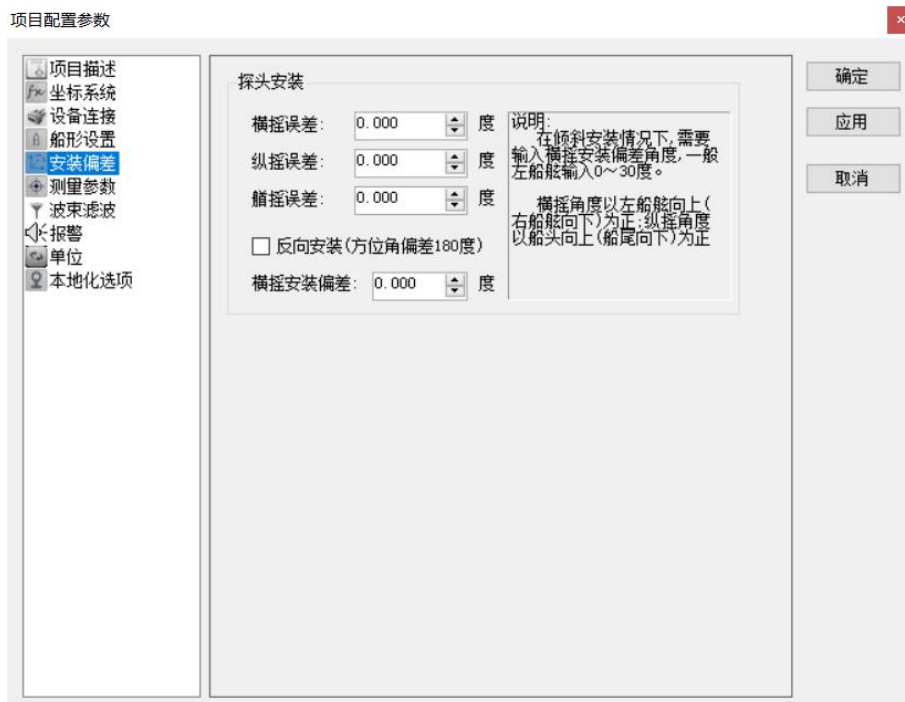 项目配置参数
项目描述
坐标系统
设备连接
船形设置
安装偏差
测量参数
波束滤波
报警
单位
本地化选项
探头安装
横摇误差: 0.000 度
纵摇误差: 0.000 度
艏摇误差: 0.000 度
反向安装(方位角偏差180度)
横摇安装偏差: 0.000 度
说明:
在倾斜安装情况下,需要
输入横摇安装偏差角度,一般
左船舷输入0~30度。
横摇角度以左船舷向上(
右船舷向下)为正;纵摇角度
以船头向上(船尾向下)为正
确定
应用
取消